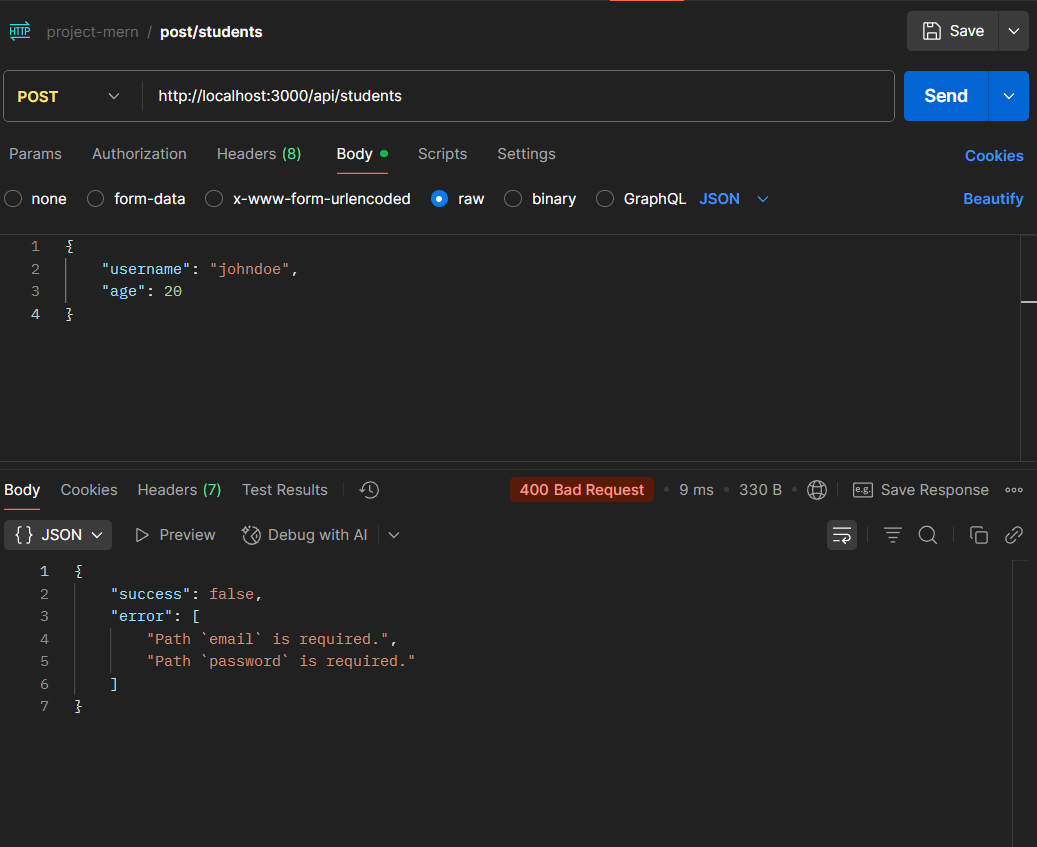 HTTP project-mern / post/students Save
POST http://localhost:3000/api/students Send
Params Authorization Headers (8) Body Scripts Settings Cookies
none form-data x-www-form-urlencoded raw binary GraphQL JSON Beautify
1 {
2 "username": "johndoe",
3 "age": 20
4 }
Body Cookies Headers (7) Test Results 400 Bad Request • 9 ms • 330 B • e.g. Save Response
{} JSON Preview Debug with AI
1 {
2 "success": false,
3 "error": [
4 "Path `email` is required.",
5 "Path `password` is required."
6 ]
7 }